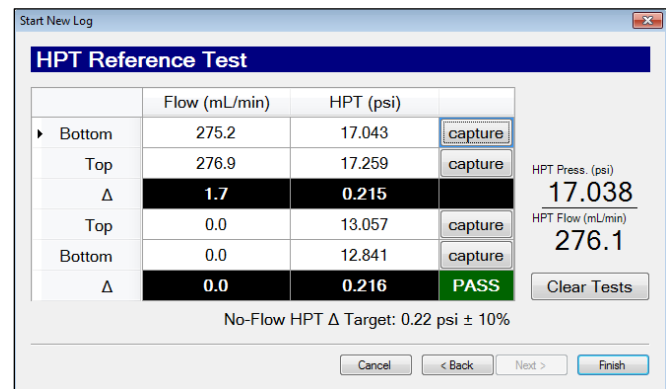 Start New Log
HPT Reference Test
Flow (mL/min) HPT (psi)
Bottom 275.2 17.043 capture
Top 276.9 17.259 capture
Δ 1.7 0.215
Top 0.0 13.057 capture
Bottom 0.0 12.841 capture
Δ 0.0 0.216 PASS
HPT Press. (psi)
17.038
HPT Flow (mL/min)
276.1
Clear Tests
No-Flow HPT Δ Target: 0.22 psi ± 10%
Cancel < Back Next > Finish